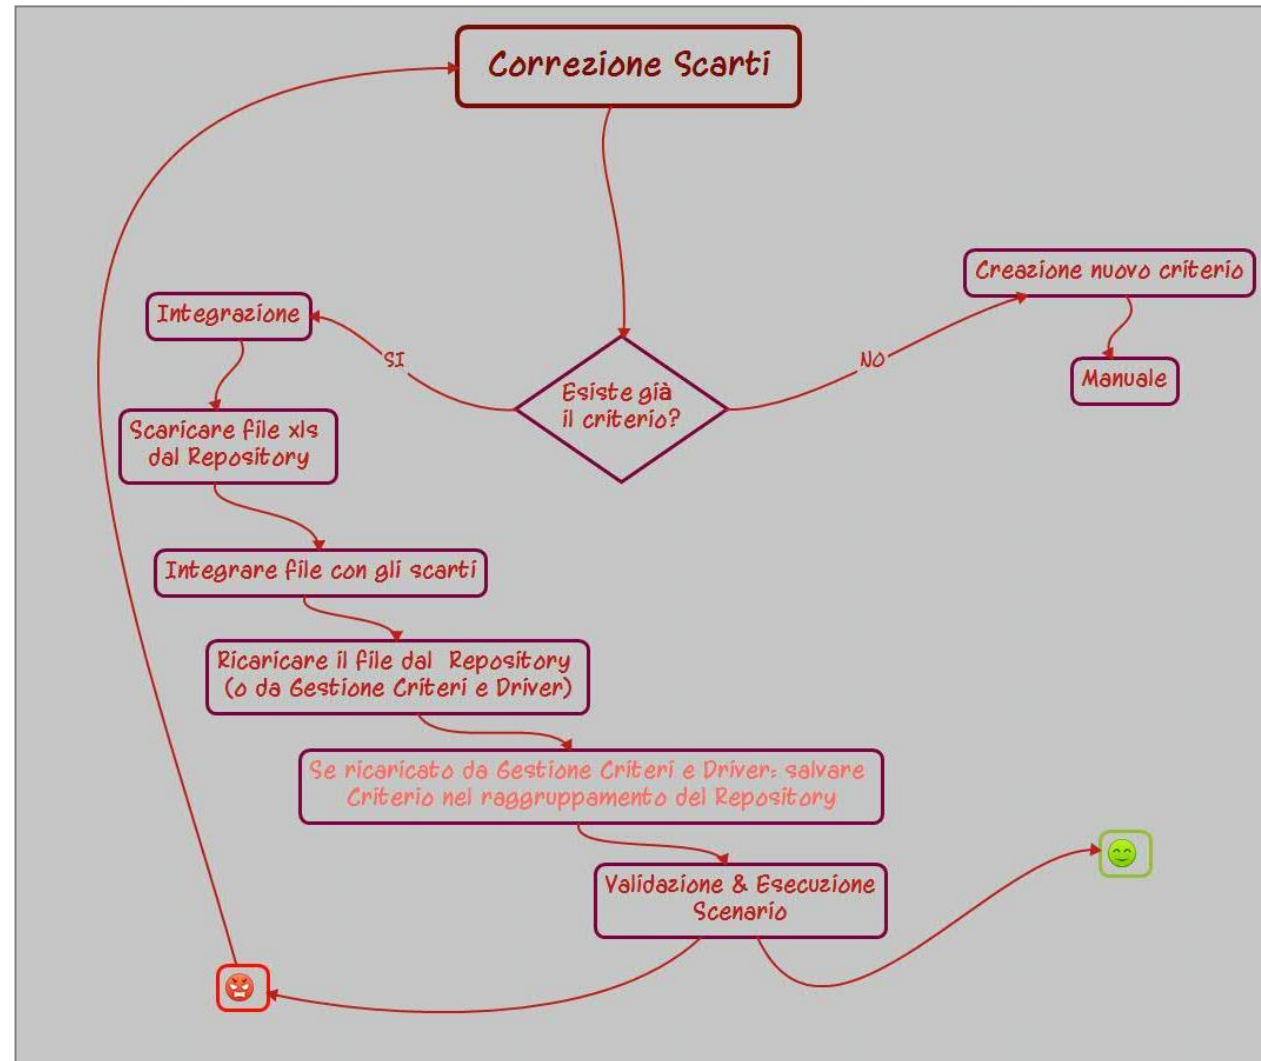 Correzione Scarti
Creazione nuovo criterio
Integrazione
SI
NO
Manuale
Esiste già
il criterio?
Scaricare file xls
dal Repository
Integrare file con gli scarti
Ricaricare il file dal Repository
(o da Gestione Criteri e Driver)
Se ricaricato da Gestione Criteri e Driver: salvare
Criterio nel raggruppamento del Repository
Validazione & Esecuzione
Scenario